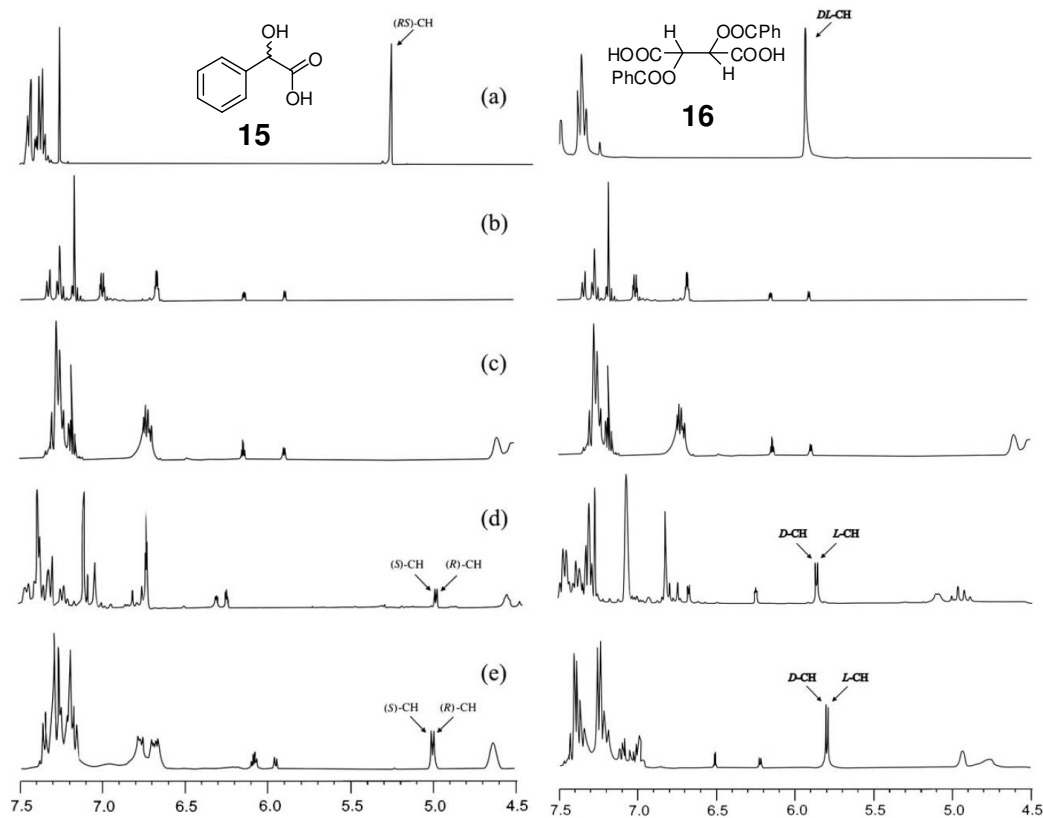 OH
O
OH
15
(RS)-CH
(a)
H
OOCPh
HOOC
COOH
PhCOO
H
16
DL-CH
(b)
(c)
(d)
(S)-CH
(R)-CH
D-CH
L-CH
(e)
(S)-CH
(R)-CH
D-CH
L-CH
7.5 7.0 6.5 6.0 5.5 5.0 4.5
7.5 7.0 6.5 6.0 5.5 5.0 4.5